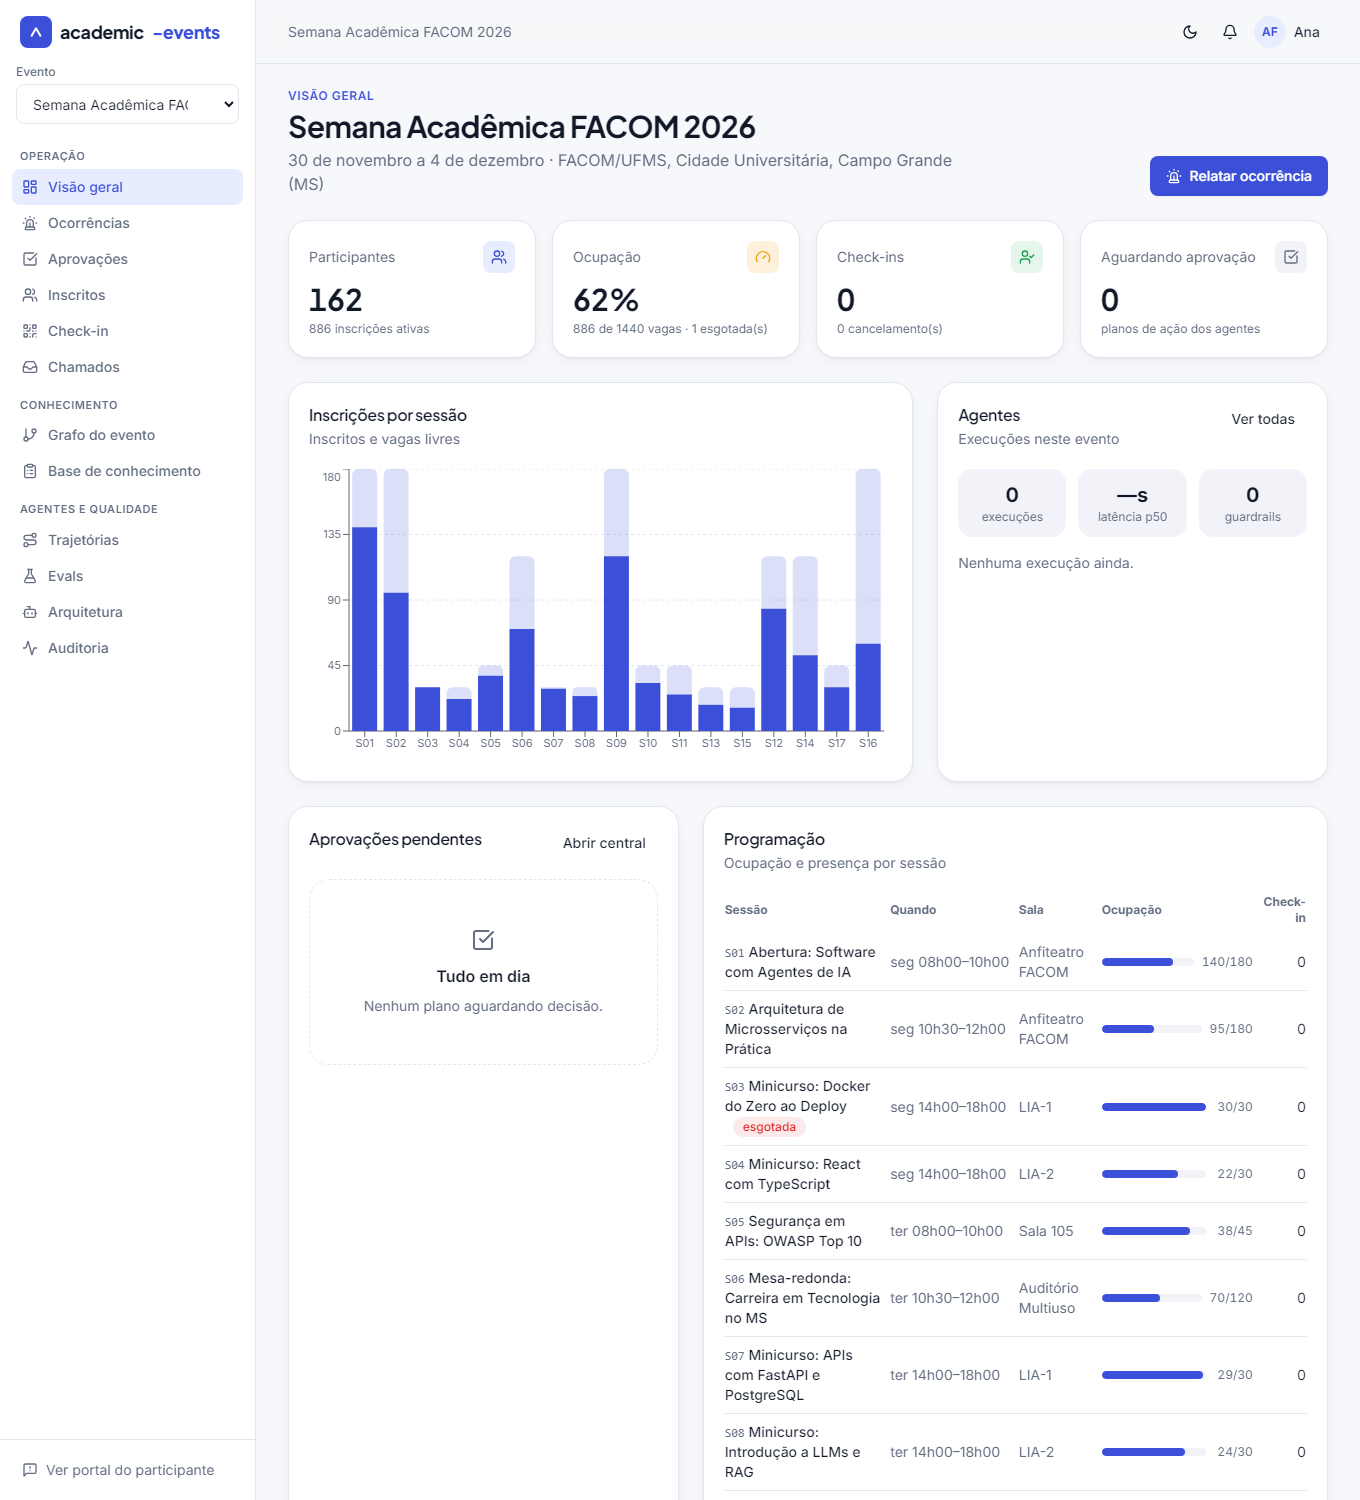 academic -events
Evento
Semana Acadêmica FAC
OPERAÇÃO
Visão geral
Ocorrências
Aprovações
Inscritos
Check-in
Chamados
CONHECIMENTO
Grafo do evento
Base de conhecimento
AGENTES E QUALIDADE
Trajetórias
Evals
Arquitetura
Auditoria
Ver portal do participante
Semana Acadêmica FACOM 2026
AF Ana
VISÃO GERAL
Semana Acadêmica FACOM 2026
30 de novembro a 4 de dezembro · FACOM/UFMS, Cidade Universitária, Campo Grande
(MS)
Relatar ocorrência
Participantes
162
886 inscrições ativas
Ocupação
62%
886 de 1440 vagas · 1 esgotada(s)
Check-ins
0
0 cancelamento(s)
Aguardando aprovação
0
planos de ação dos agentes
Inscrições por sessão
Inscritos e vagas livres
180
135
90
45
0
S01 S02 S03 S04 S05 S06 S07 S08 S09 S10 S11 S13 S15 S12 S14 S17 S16
Agentes
Ver todas
Execuções neste evento
0
execuções
—s
latência p50
0
guardrails
Nenhuma execução ainda.
Aprovações pendentes
Abrir central
Tudo em dia
Nenhum plano aguardando decisão.
Programação
Ocupação e presença por sessão
Sessão Quando Sala Ocupação Check-
in
S01 Abertura: Software
com Agentes de IA
seg 08h00–10h00
Anfiteatro
FACOM
140/180
0
S02 Arquitetura de
Microsserviços na
Prática
seg 10h30–12h00
Anfiteatro
FACOM
95/180
0
S03 Minicurso: Docker
do Zero ao Deploy
esgotada
seg 14h00–18h00
LIA-1
30/30
0
S04 Minicurso: React
com TypeScript
seg 14h00–18h00
LIA-2
22/30
0
S05 Segurança em
APIs: OWASP Top 10
ter 08h00–10h00
Sala 105
38/45
0
S06 Mesa-redonda:
Carreira em Tecnologia
no MS
ter 10h30–12h00
Auditório
Multiuso
70/120
0
S07 Minicurso: APIs
com FastAPI e
PostgreSQL
ter 14h00–18h00
LIA-1
29/30
0
S08 Minicurso:
Introdução a LLMs e
RAG
ter 14h00–18h00
LIA-2
24/30
0